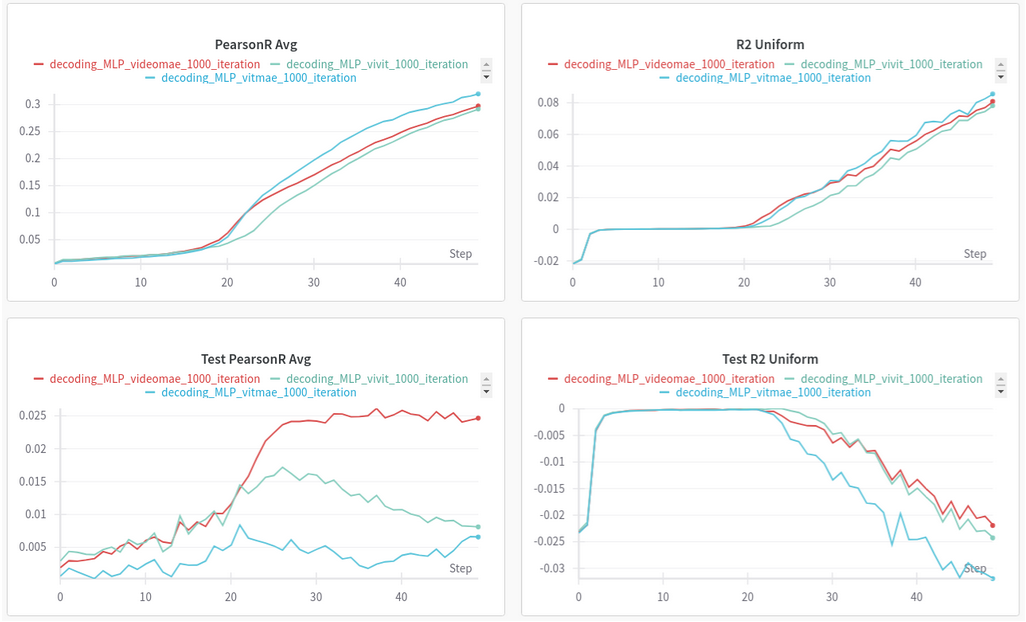 PearsonR Avg
decoding_MLP_videomae_1000_iteration decoding_MLP_vivit_1000_iteration
decoding_MLP_vitmae_1000_iteration
0.3
0.25
0.2
0.15
0.1
0.05
Step
0 10 20 30 40
R2 Uniform
decoding_MLP_videomae_1000_iteration decoding_MLP_vivit_1000_iteration
decoding_MLP_vitmae_1000_iteration
0.08
0.06
0.04
0.02
0
-0.02
Step
0 10 20 30 40
Test PearsonR Avg
decoding_MLP_videomae_1000_iteration decoding_MLP_vivit_1000_iteration
decoding_MLP_vitmae_1000_iteration
0.025
0.02
0.015
0.01
0.005
Step
0 10 20 30 40
Test R2 Uniform
decoding_MLP_videomae_1000_iteration decoding_MLP_vivit_1000_iteration
decoding_MLP_vitmae_1000_iteration
0
-0.005
-0.01
-0.015
-0.02
-0.025
-0.03
Step
0 10 20 30 40